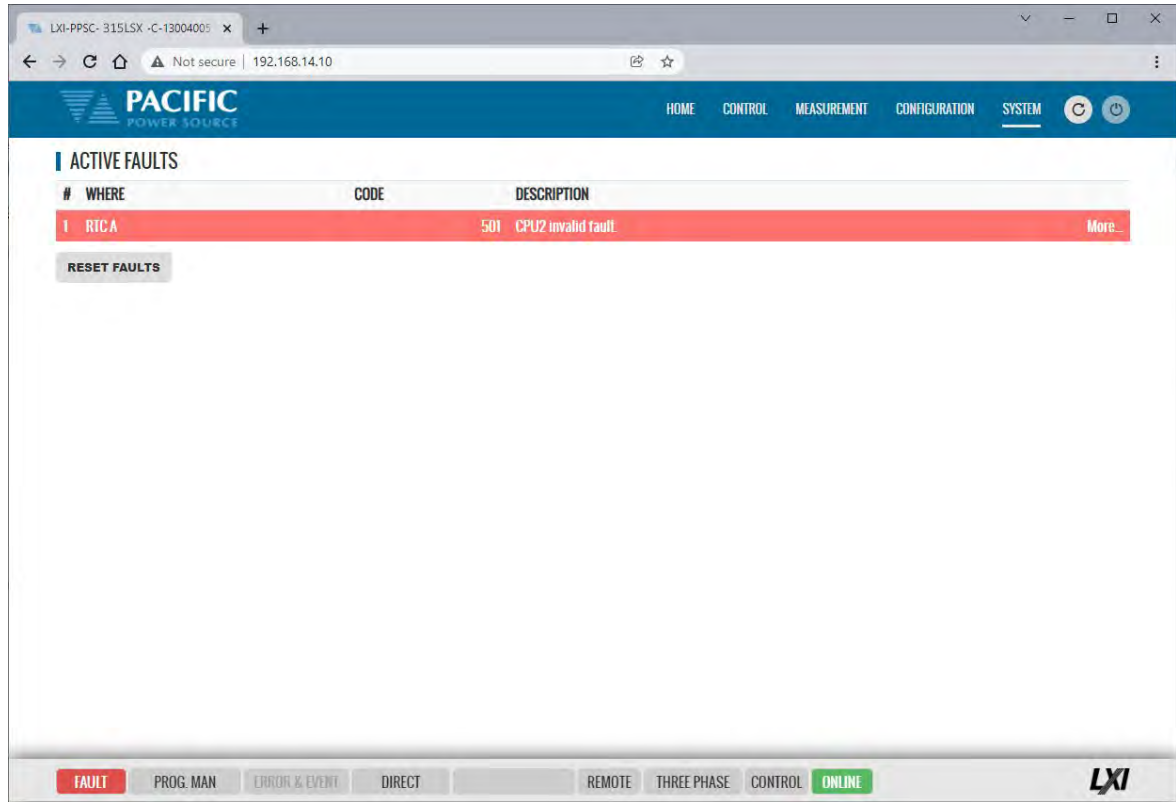 LXI-PPSC- 315LSX -C-13004005
Not secure | 192.168.14.10
PACIFIC
POWER SOURCE
HOME CONTROL MEASUREMENT CONFIGURATION SYSTEM
ACTIVE FAULTS
# WHERE CODE DESCRIPTION
1 RTC A 501 CPU2 invalid fault. More...
RESET FAULTS
FAULT PROG. MAN ERROR & EVENT DIRECT REMOTE THREE PHASE CONTROL ONLINE LXI